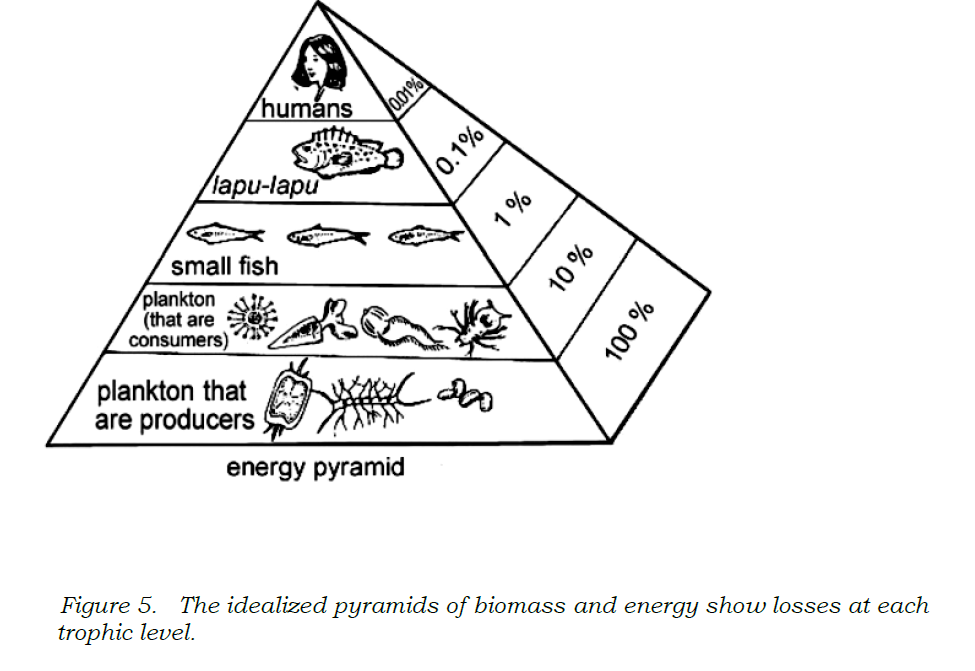 humans
0.01%
lapu-lapu
0.1%
small fish
1 %
plankton
(that are
consumers)
10 %
plankton that
are producers
100 %
energy pyramid
Figure 5. The idealized pyramids of biomass and energy show losses at each
trophic level.